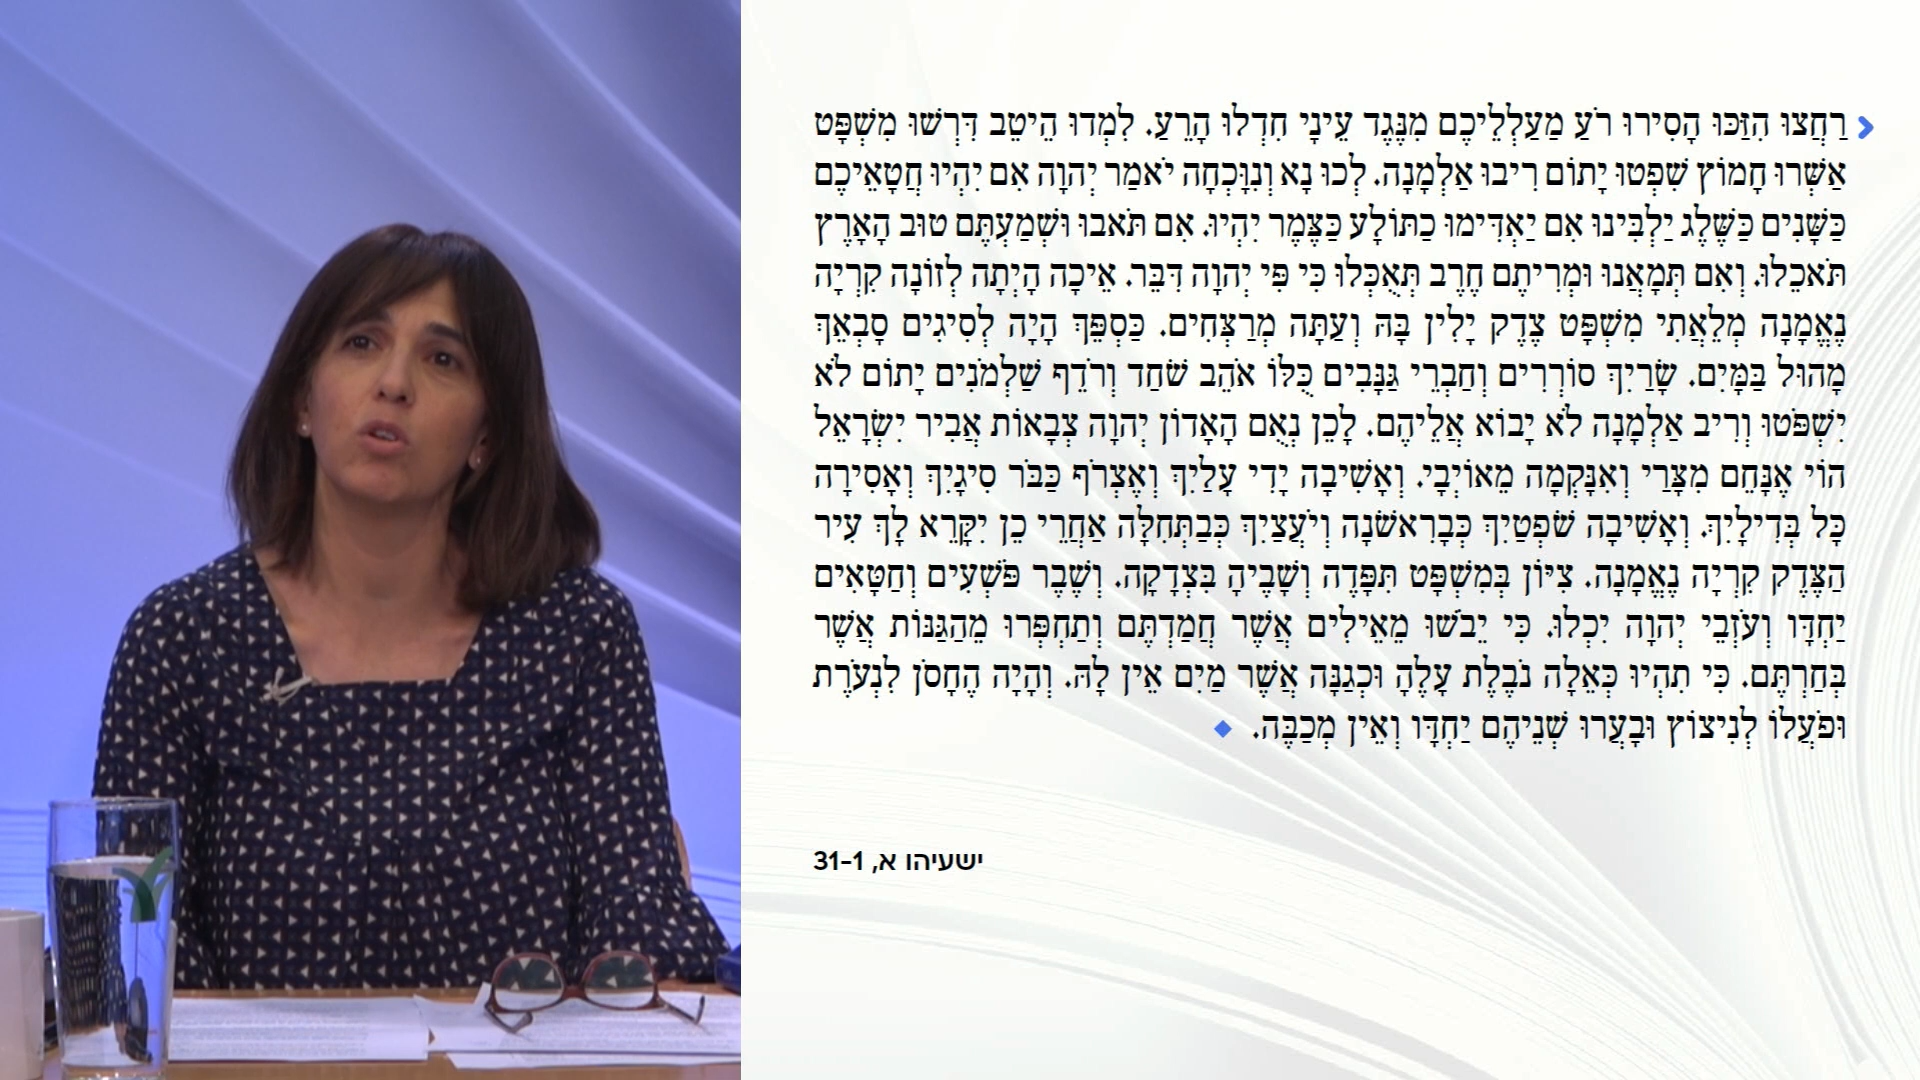 רַחֲצוּ הִזַּכּוּ הָסִירוּ רֹעַ מַעַלְלֵיכֶם מִנֶּגֶד עֵינָי חִדְלוּ הָרֵעַ. לִמְדוּ הֵיטֵב דִּרְשׁוּ מִשְׁפָּט
אַשְּׁרוּ חָמוֹץ שִׁפְטוּ יָתוֹם רִיבוּ אַלְמָנָה. לְכוּ נָא וְנִוָּכְחָה יֹאמַר יְהוָה אִם יִהְיוּ חֲטָאֵיכֶם
כַּשָּׁנִים כַּשֶּׁלֶג יַלְבִּינוּ אִם יַאְדִּימוּ כַתּוֹלָע כַּצֶּמֶר יִהְיוּ. אִם תֹּאבוּ וּשְׁמַעְתֶּם טוּב הָאָרֶץ
תֹּאכֵלוּ. וְאִם תְּמָאֲנוּ וּמְרִיתֶם חֶרֶב תְּאֻכְּלוּ כִּי פִּי יְהוָה דִּבֵּר. אֵיכָה הָיְתָה לְזוֹנָה קִרְיָה
נֶאֱמָנָה מְלֵאֲתִי מִשְׁפָּט צֶדֶק יָלִין בָּהּ וְעַתָּה מְרַצְּחִים. כַּסְפֵּךְ הָיָה לְסִיגִים סָבְאֵךְ
מָהוּל בַּמָּיִם. שָׂרַיִךְ סוֹרְרִים וְחַבְרֵי גַּנָּבִים כֻּלּוֹ אֹהֵב שֹׁחַד וְרֹדֵף שַׁלְמֹנִים יָתוֹם לֹא
יִשְׁפֹּטוּ וְרִיב אַלְמָנָה לֹא יָבוֹא אֲלֵיהֶם. לָכֵן נְאֻם הָאָדוֹן יְהוָה צְבָאוֹת אֲבִיר יִשְׂרָאֵל
הוֹי אֶנָּחֵם מִצָּרַי וְאִנָּקְמָה מֵאוֹיְבָי. וְאָשִׁיבָה יָדִי עָלַיִךְ וְאֶצְרֹף כַּבֹּר סִיגָיִךְ וְאָסִירָה
כָּל בְּדִילָיִךְ. וְאָשִׁיבָה שֹׁפְטַיִךְ כְּבָרִאשֹׁנָה וְיֹעֲצַיִךְ כְּבַתְּחִלָּה אַחֲרֵי כֵן יִקָּרֵא לָךְ עִיר
הַצֶּדֶק קִרְיָה נֶאֱמָנָה. צִיּוֹן בְּמִשְׁפָּט תִּפָּדֶה וְשָׁבֶיהָ בִּצְדָקָה. וְשֶׁבֶר פֹּשְׁעִים וְחַטָּאִים
יַחְדָּו וְעֹזְבֵי יְהוָה יִכְלוּ. כִּי יֵבֹשׁוּ מֵאֵילִים אֲשֶׁר חֲמַדְתֶּם וְתַחְפְּרוּ מֵהַגַּנּוֹת אֲשֶׁר
בְּחַרְתֶּם. כִּי תִהְיוּ כְּאֵלָה נֹבֶלֶת עָלֶהָ וּכְגַנָּה אֲשֶׁר מַיִם אֵין לָהּ. וְהָיָה הֶחָסֹן לִנְעֹרֶת
וּפֹעֲלוֹ לְנִיצוֹץ וּבָעֲרוּ שְׁנֵיהֶם יַחְדָּו וְאֵין מְכַבֶּה.
ישעיהו א, 1–31